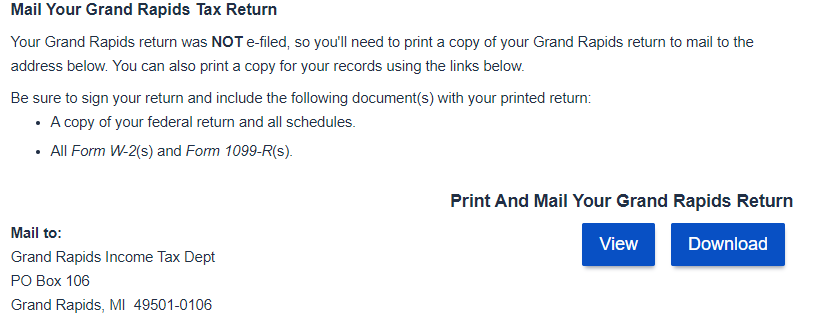 Mail Your Grand Rapids Tax Return
Your Grand Rapids return was NOT e-filed, so you'll need to print a copy of your Grand Rapids return to mail to the
address below. You can also print a copy for your records using the links below.
Be sure to sign your return and include the following document(s) with your printed return:
• A copy of your federal return and all schedules.
• All Form W-2(s) and Form 1099-R(s).
Print And Mail Your Grand Rapids Return
View Download
Mail to:
Grand Rapids Income Tax Dept
PO Box 106
Grand Rapids, MI 49501-0106